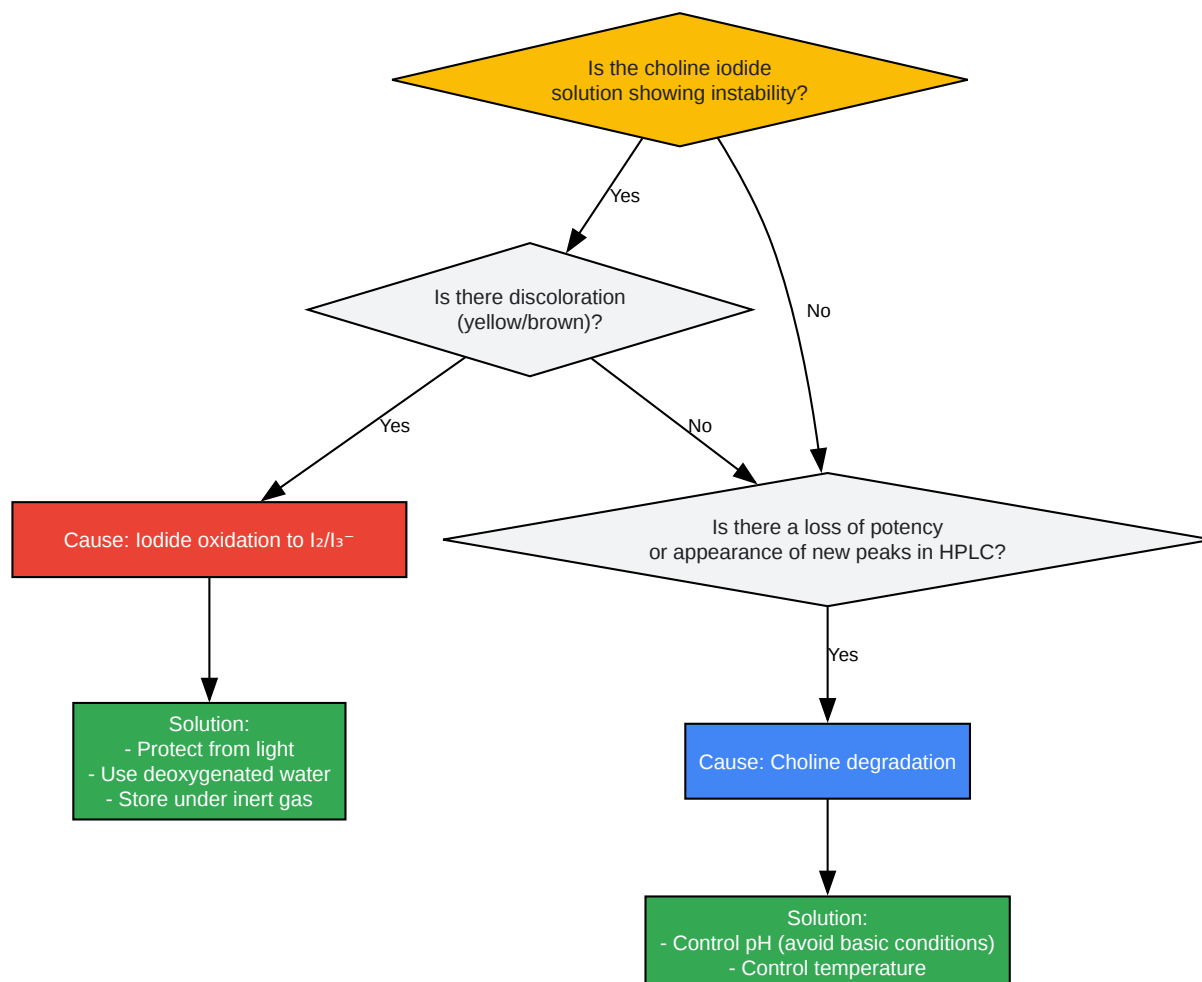 Is the choline iodide
solution showing instability?
Yes
No
Is there discoloration
(yellow/brown)?
Yes
No
Cause: Iodide oxidation to I₂/I₃⁻
Is there a loss of potency
or appearance of new peaks in HPLC?
Yes
Solution:
- Protect from light
- Use deoxygenated water
- Store under inert gas
Cause: Choline degradation
Solution:
- Control pH (avoid basic conditions)
- Control temperature